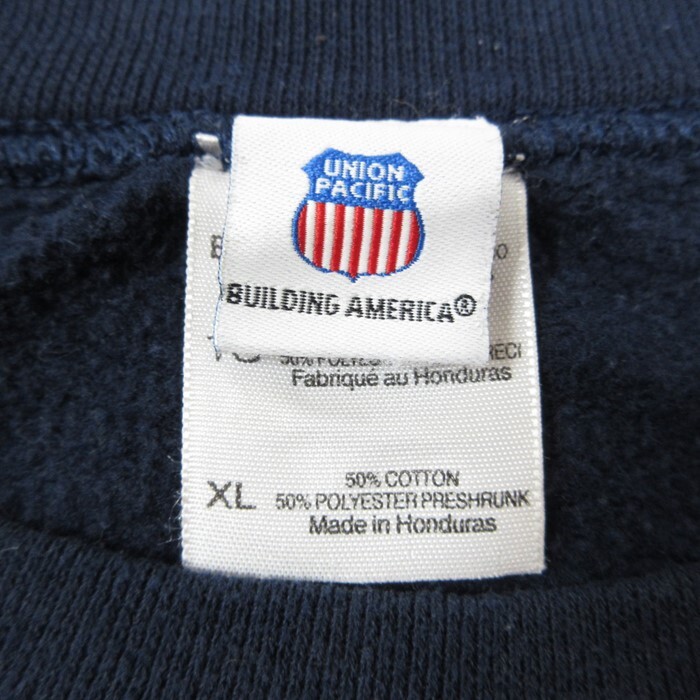 UNION
PACIFIC
BUILDING AMERICA®
Fabriqué au Honduras
XL
50% COTTON
50% POLYESTER PRESHRUNK
Made in Honduras